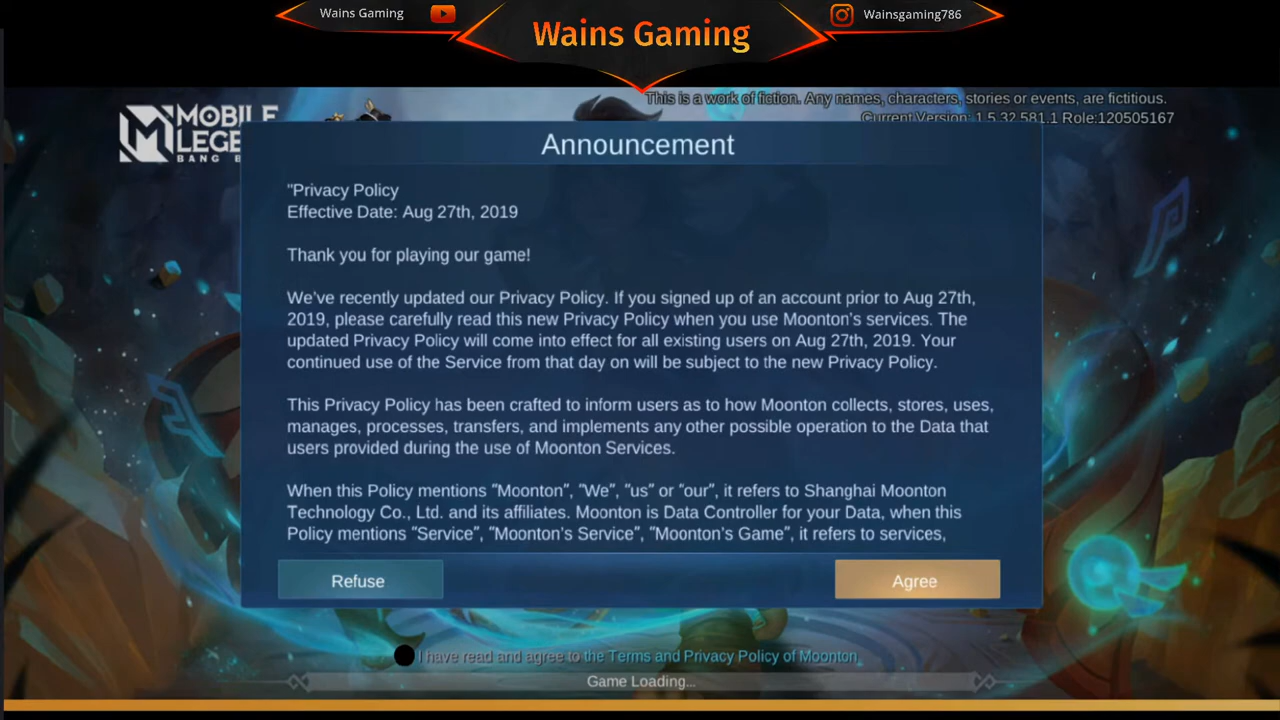 Wains Gaming
Wains Gaming
Wainsgaming786
This is a work of fiction. Any names, characters, stories or events, are fictitious.
Current Version: 1.5.32.581.1 Role:120505167
MOBILE
LEGE
BANG B
Announcement
"Privacy Policy
Effective Date: Aug 27th, 2019
Thank you for playing our game!
We've recently updated our Privacy Policy. If you signed up of an account prior to Aug 27th,
2019, please carefully read this new Privacy Policy when you use Moonton's services. The
updated Privacy Policy will come into effect for all existing users on Aug 27th, 2019. Your
continued use of the Service from that day on will be subject to the new Privacy Policy.
This Privacy Policy has been crafted to inform users as to how Moonton collects, stores, uses,
manages, processes, transfers, and implements any other possible operation to the Data that
users provided during the use of Moonton Services.
When this Policy mentions "Moonton", "We", "us" or "our", it refers to Shanghai Moonton
Technology Co., Ltd. and its affiliates. Moonton is Data Controller for your Data, when this
Policy mentions "Service", "Moonton's Service", "Moonton's Game", it refers to services,
Refuse
Agree
I have read and agree to the Terms and Privacy Policy of Moonton.
Game Loading...